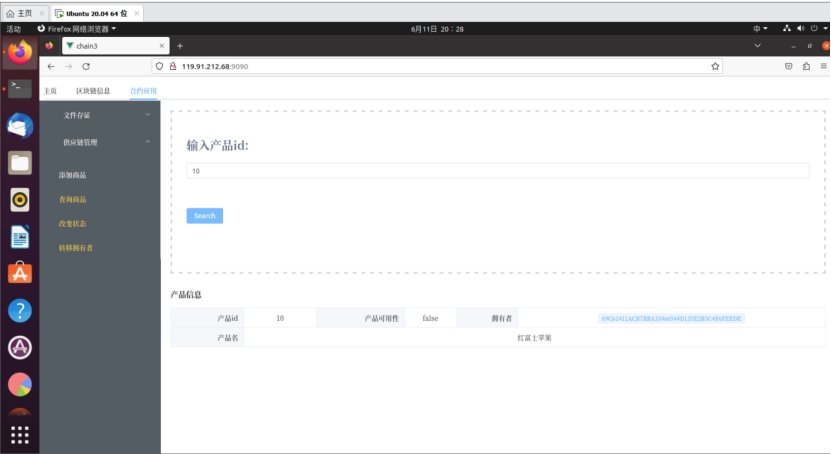 主页 Ubuntu 20.04 64 位
活动 Firefox 网络浏览器 6月11日 20：28 中
chain3
119.91.212.68:9090
主页 区块链信息 合约应用
文件存证
供应链管理
添加商品
查询商品
改变状态
转移拥有者
输入产品id:
10
Search
产品信息
产品id 10 产品可用性 false 拥有者
产品名 红富士苹果